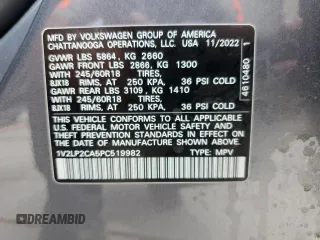 MFD. BY VOLKSWAGEN GROUP OF AMERICA
CHATTANOOGA OPERATIONS, LLC. USA 11/2022
GVWR LBS 5864, KG 2660
GAWR FRONT LBS 2866, KG 1300
WITH 245/60R18 TIRES,
8JX18 RIMS, AT 250 KPA, 36 PSI COLD
GAWR REAR LBS 3109, KG 1410
WITH 245/60R18 TIRES,
8JX18 RIMS, AT 250 KPA, 36 PSI COLD
THIS VEHICLE CONFORMS TO ALL APPLICABLE
FEDERAL MOTOR VEHICLE SAFETY STANDARDS IN EFFECT ON THE
DATE OF MANUFACTURE SHOWN ABOVE.
1V2LP2CA5PC519982 TYPE: MPV
4610480 1
DREAMBID